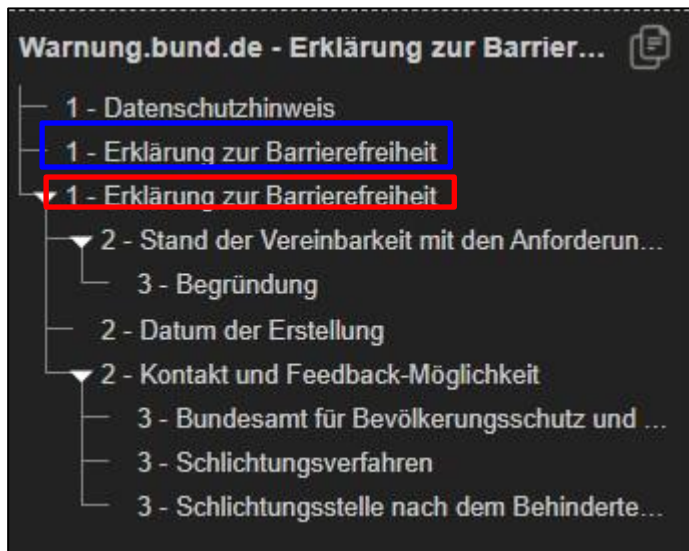 Warnung.bund.de - Erklärung zur Barrier...
1 - Datenschutzhinweis
1 - Erklärung zur Barrierefreiheit
1 - Erklärung zur Barrierefreiheit
2 - Stand der Vereinbarkeit mit den Anforderun...
3 - Begründung
2 - Datum der Erstellung
2 - Kontakt und Feedback-Möglichkeit
3 - Bundesamt für Bevölkerungsschutz und ...
3 - Schlichtungsverfahren
3 - Schlichtungsstelle nach dem Behinderte...